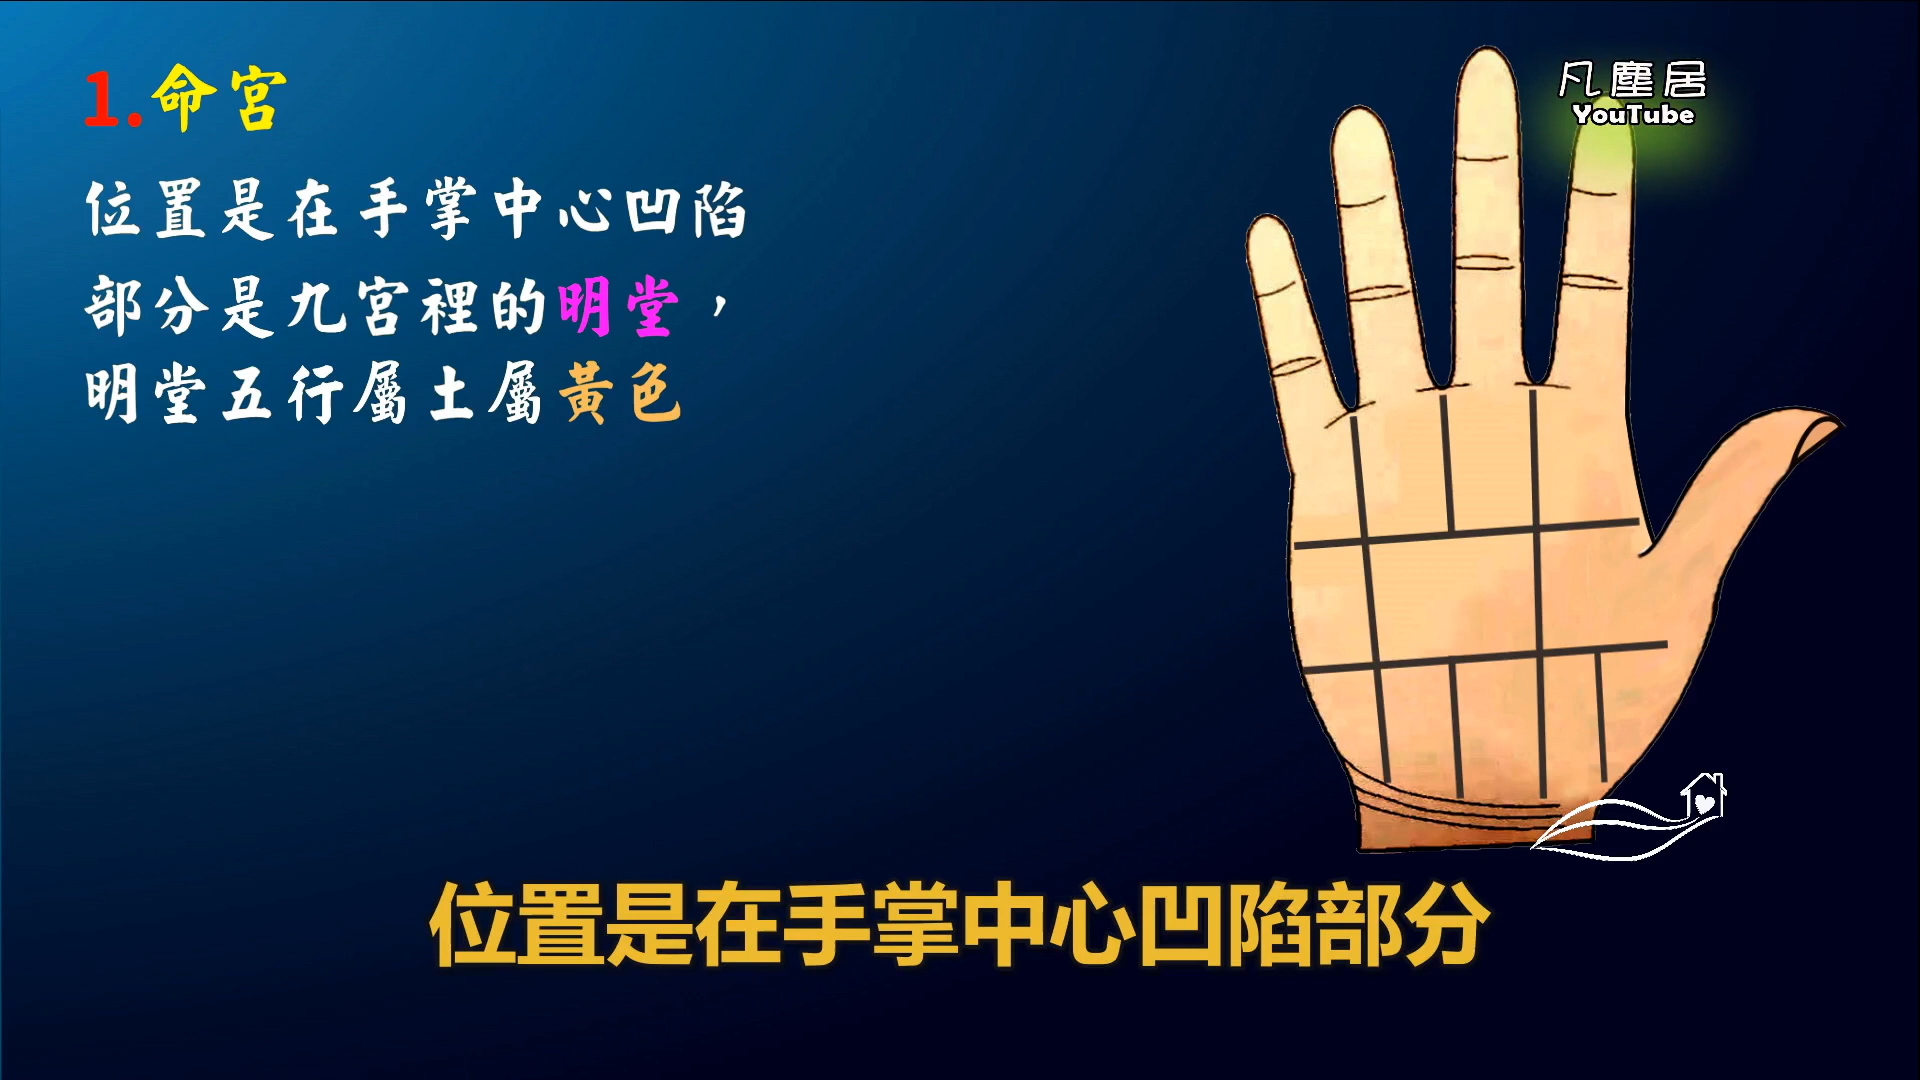 1.命宮
位置是在手掌中心凹陷
部分是九宮裡的明堂，
明堂五行屬土屬黃色
凡塵居
YouTube
位置是在手掌中心凹陷部分